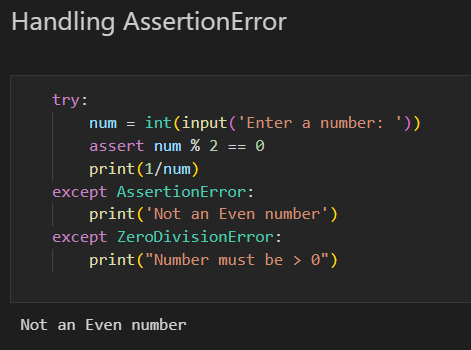 Handling AssertionError
try:
    num = int(input('Enter a number: '))
    assert num % 2 == 0
    print(1/num)
except AssertionError:
    print('Not an Even number')
except ZeroDivisionError:
    print("Number must be > 0")
Not an Even number